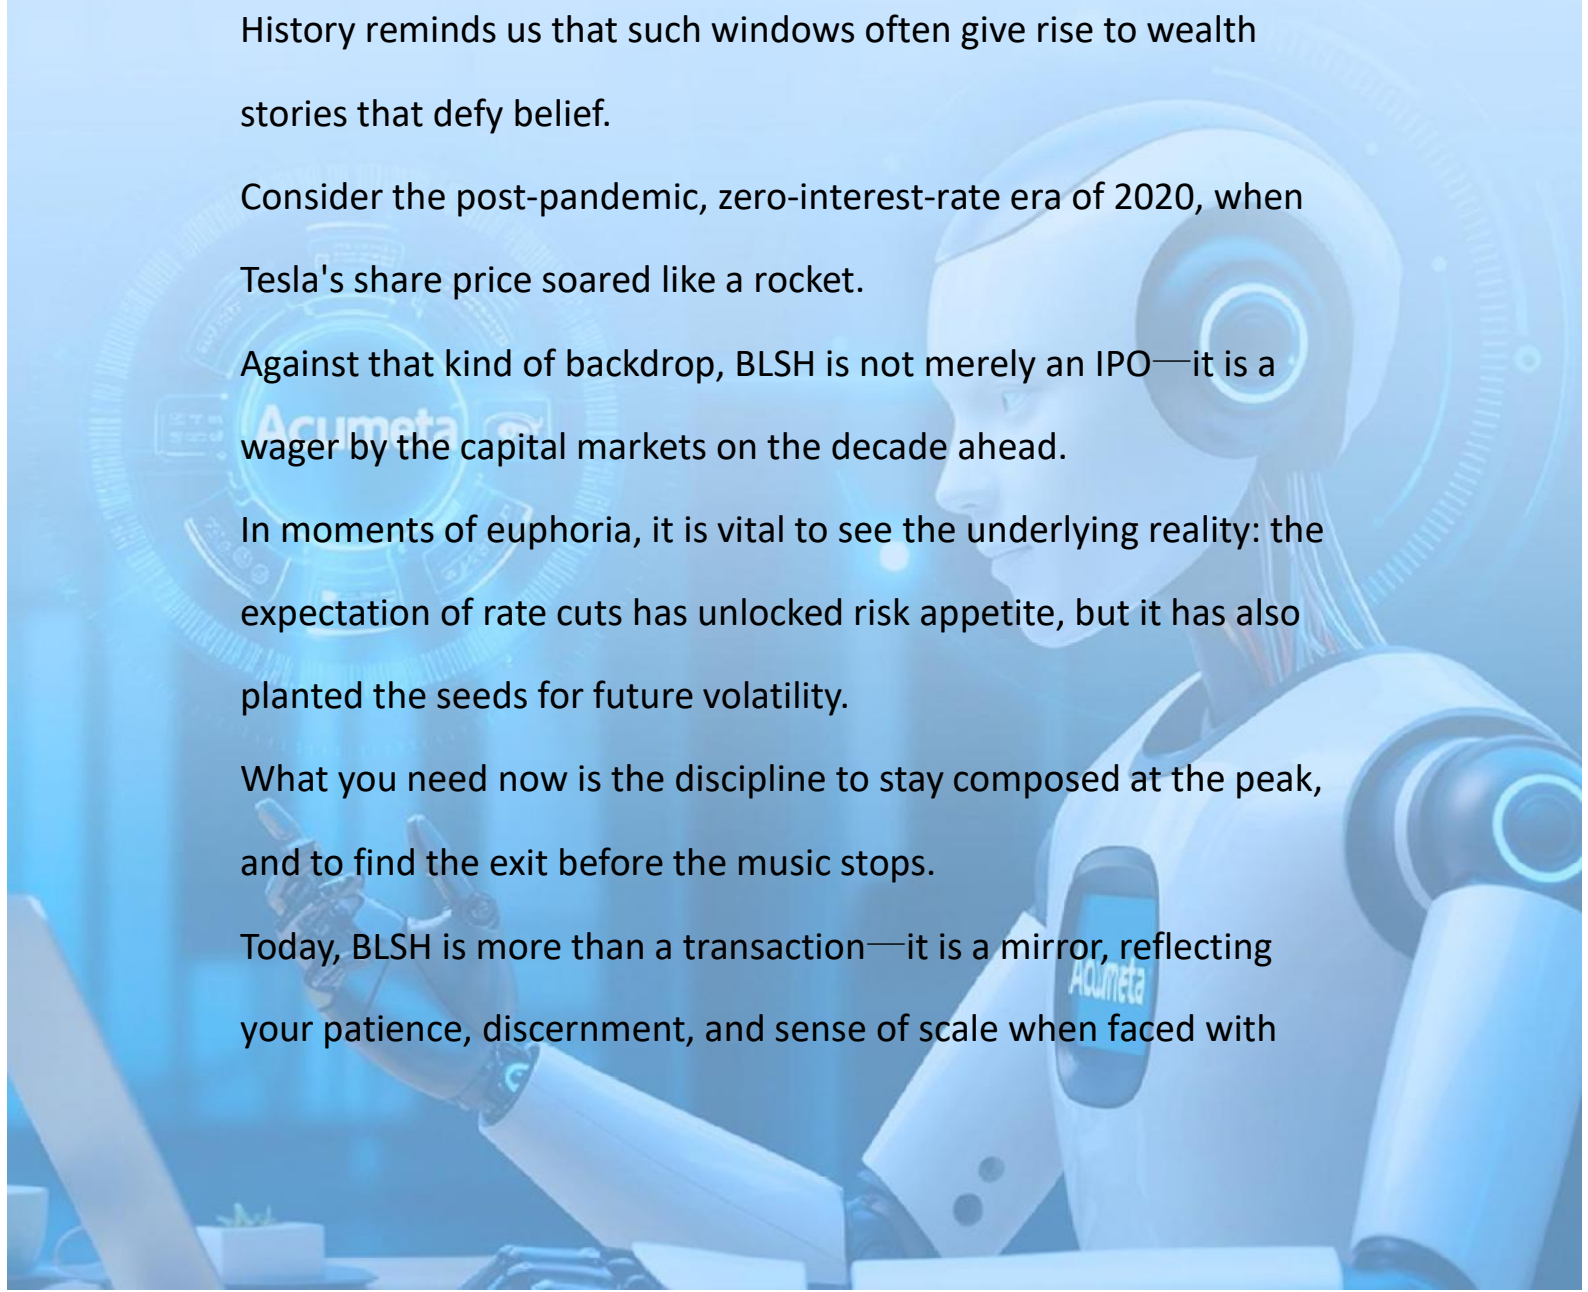 History reminds us that such windows often give rise to wealth
stories that defy belief.
Consider the post-pandemic, zero-interest-rate era of 2020, when
Tesla's share price soared like a rocket.
Against that kind of backdrop, BLSH is not merely an IPO—it is a
Acumeta
wager by the capital markets on the decade ahead.
In moments of euphoria, it is vital to see the underlying reality: the
expectation of rate cuts has unlocked risk appetite, but it has also
planted the seeds for future volatility.
What you need now is the discipline to stay composed at the peak,
and to find the exit before the music stops.
Today, BLSH is more than a transaction—it is a mirror, reflecting
Acumeta
your patience, discernment, and sense of scale when faced with